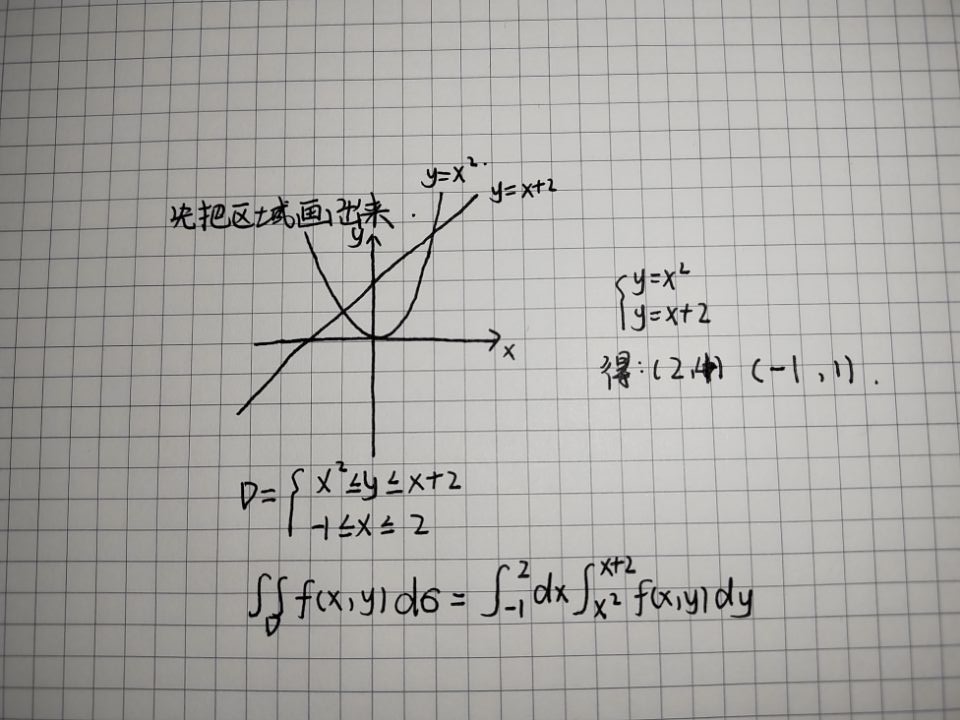 y=x²
y=x+2
先把区域画出来.
y
x
y=x²
y=x+2
得:(2,4) (-1,1).
D={x²≤y≤x+2
-1≤x≤2
∬_D f(x,y)dσ=∫_{-1}^{2}dx∫_{x²}^{x+2}f(x,y)dy